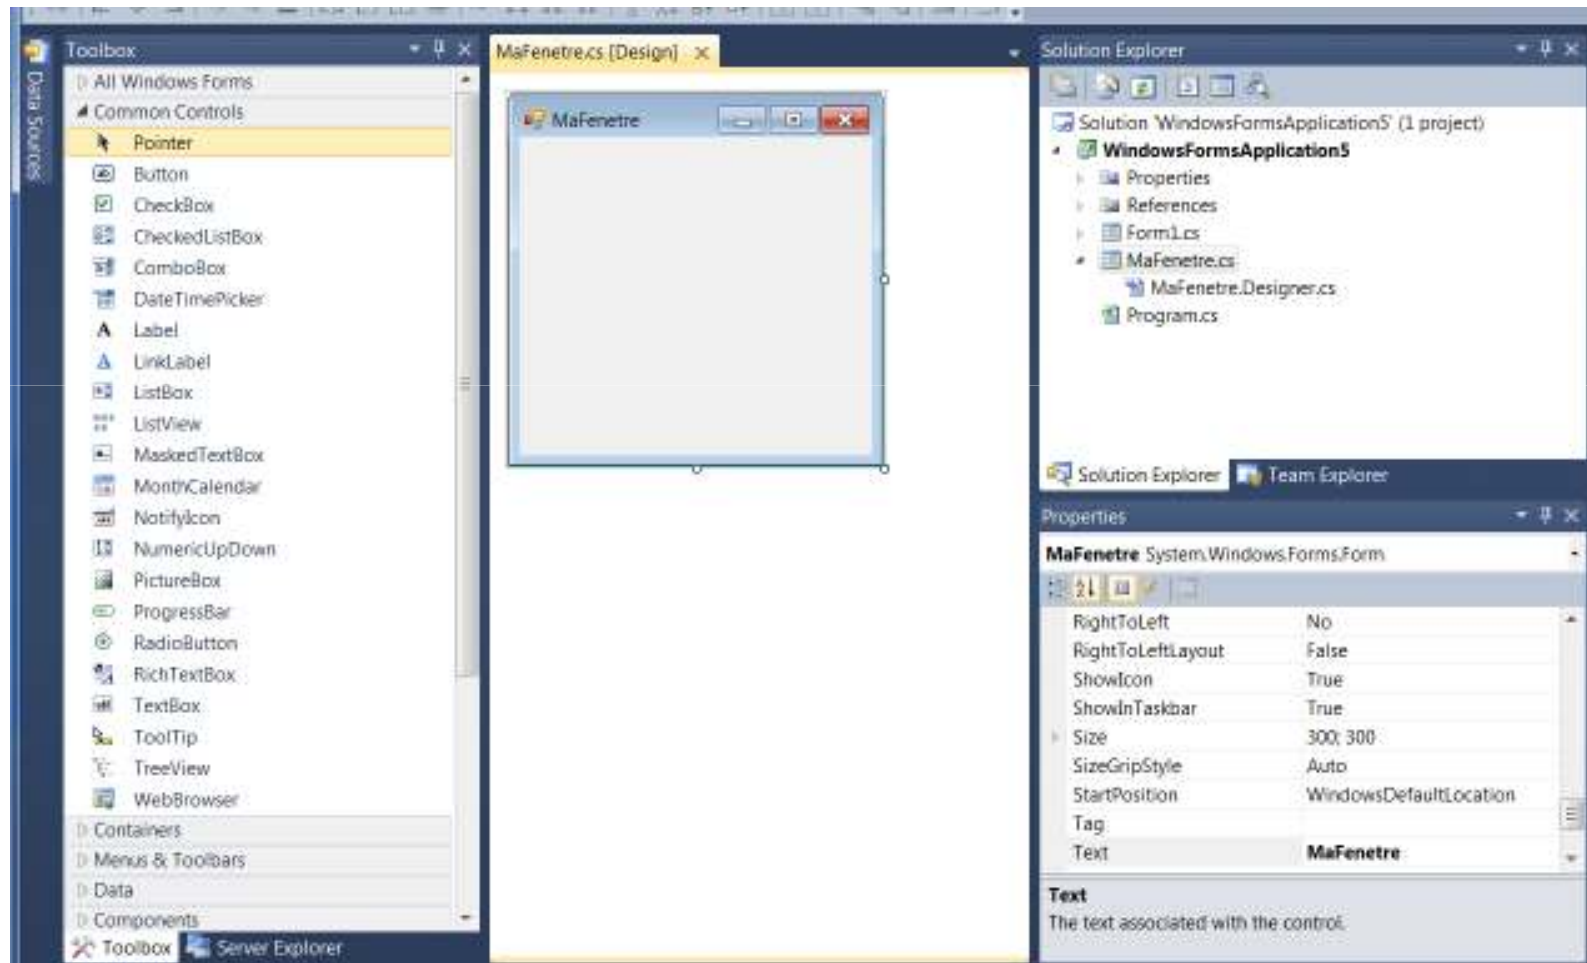 Data Sources
Toolbox
All Windows Forms
Common Controls
Pointer
Button
CheckBox
CheckedListBox
ComboBox
DateTimePicker
Label
LinkLabel
ListBox
ListView
MaskedTextBox
MonthCalendar
NotifyIcon
NumericUpDown
PictureBox
ProgressBar
RadioButton
RichTextBox
TextBox
ToolTip
TreeView
WebBrowser
Containers
Menus & Toolbars
Data
Components
Toolbox
Server Explorer
MaFenetre.cs [Design]
MaFenetre
Solution Explorer
Solution 'WindowsFormsApplication5' (1 project)
WindowsFormsApplication5
Properties
References
Form1.cs
MaFenetre.cs
MaFenetre.Designer.cs
Program.cs
Solution Explorer
Team Explorer
Properties
MaFenetre System.Windows.Forms.Form
RightToLeft No
RightToLeftLayout False
ShowIcon True
ShowInTaskbar True
Size 300; 300
SizeGripStyle Auto
StartPosition WindowsDefaultLocation
Tag
Text MaFenetre
Text
The text associated with the control.